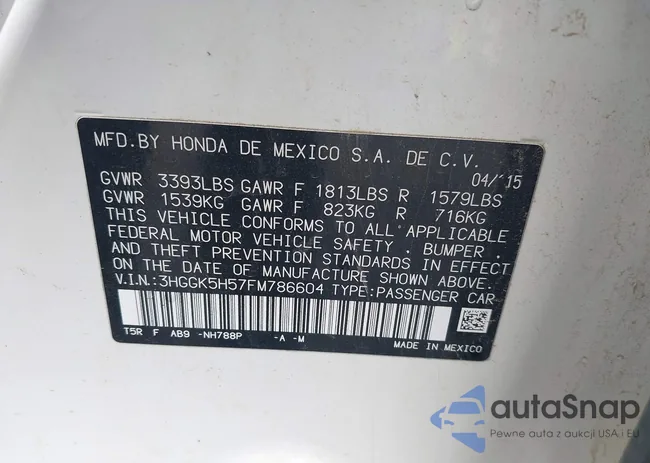 MFD.BY HONDA DE MEXICO S.A. DE C.V.
04/'15
GVWR 3393LBS GAWR F 1813LBS R 1579LBS
GVWR 1539KG GAWR F 823KG R 716KG
THIS VEHICLE CONFORMS TO ALL APPLICABLE
FEDERAL MOTOR VEHICLE SAFETY · BUMPER ·
AND THEFT PREVENTION STANDARDS IN EFFECT
ON THE DATE OF MANUFACTURE SHOWN ABOVE.
V.I.N.:3HGGK5H57FM786604 TYPE:PASSENGER CAR
T5R F AB9 -NH788P -A -M
MADE IN MEXICO
autaSnap
Pewne auta z aukcji USA i EU